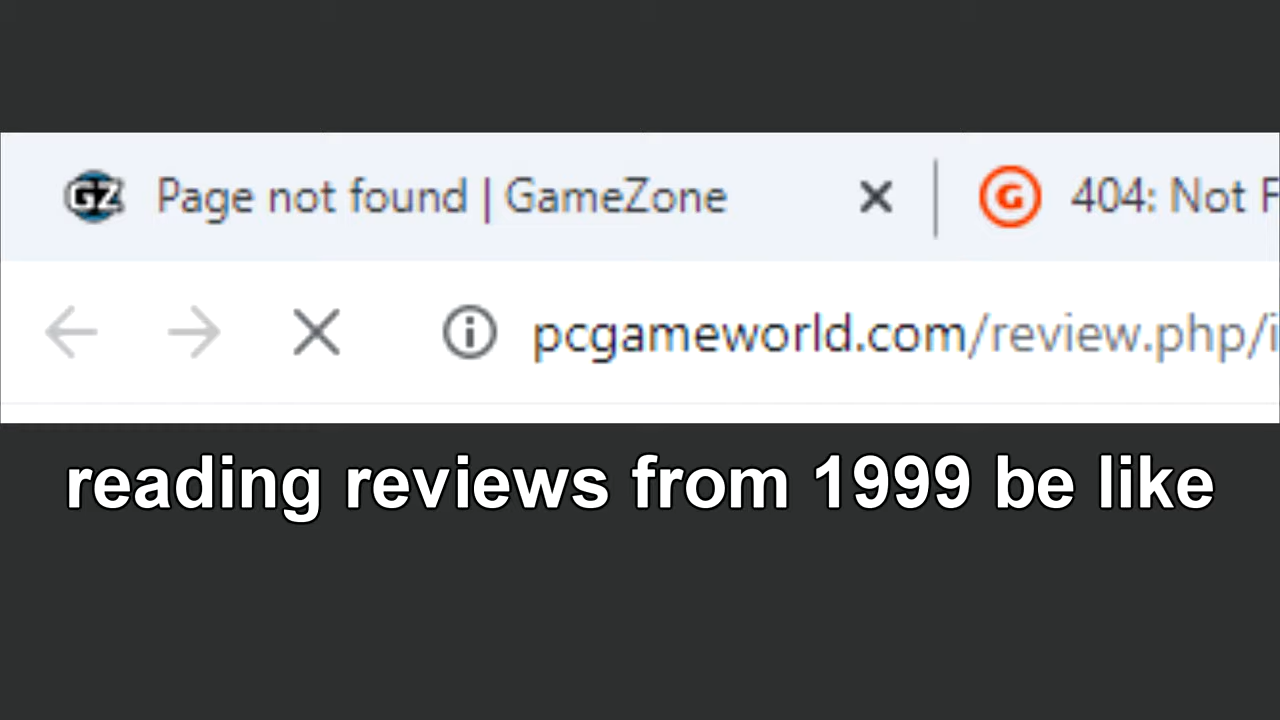 GZ Page not found | GameZone G 404: Not F
pcgameworld.com/review.php/i
reading reviews from 1999 be like